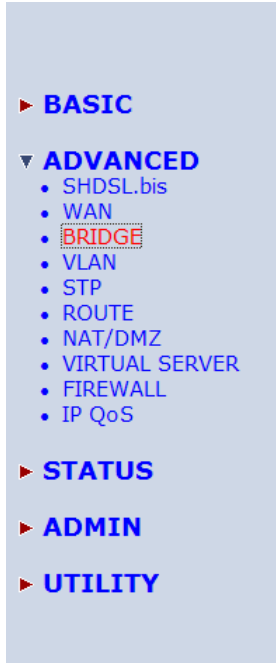 BASIC
ADVANCED
SHDSL.bis
WAN
BRIDGE
VLAN
STP
ROUTE
NAT/DMZ
VIRTUAL SERVER
FIREWALL
IP QoS
STATUS
ADMIN
UTILITY